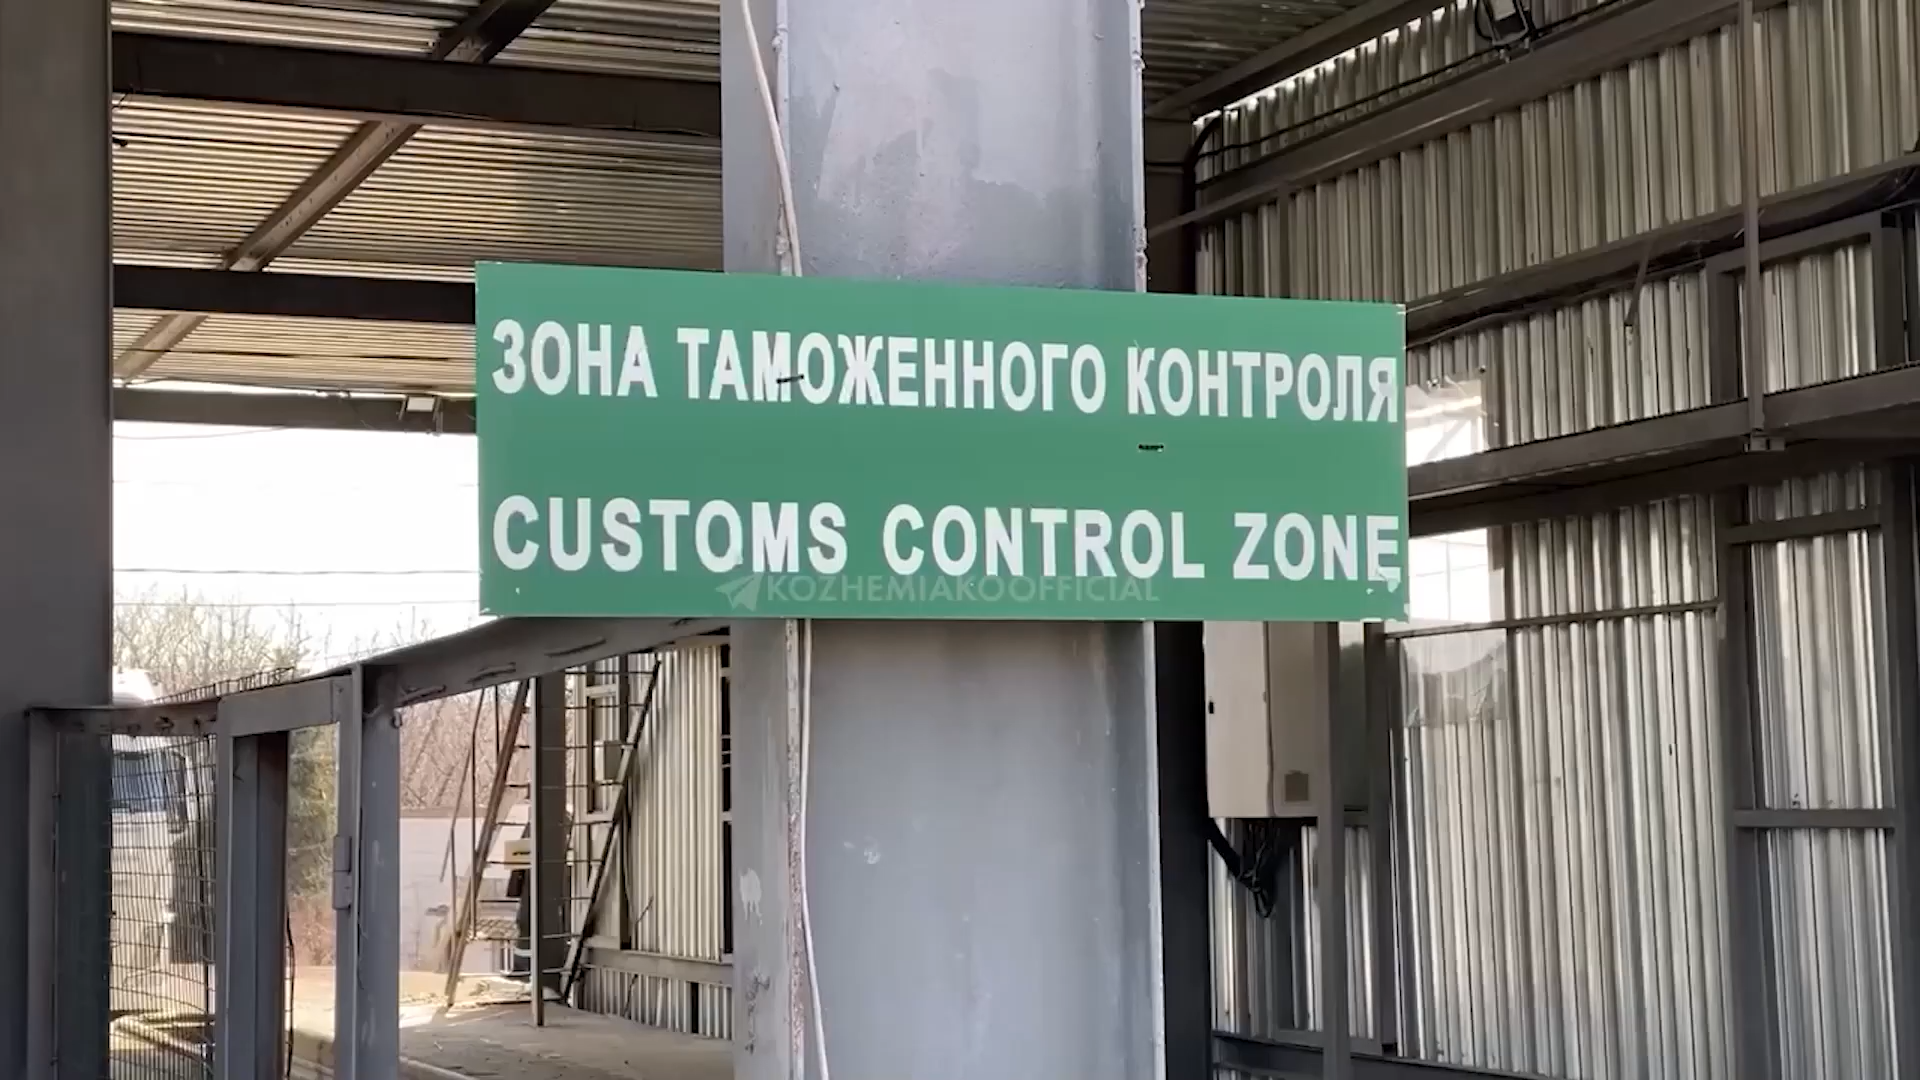 ЗОНА ТАМОЖЕННОГО КОНТРОЛЯ
CUSTOMS CONTROL ZONE
KOZHEMIAKOOFFICIAL